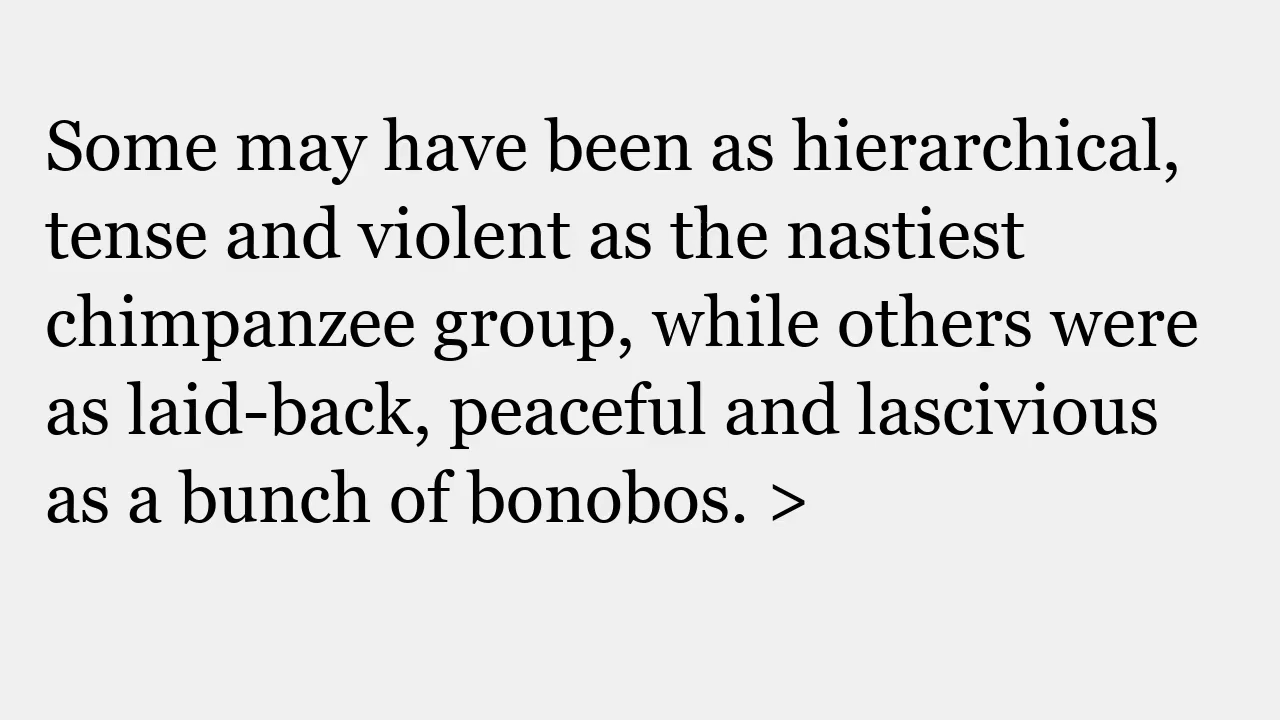 Some may have been as hierarchical,
tense and violent as the nastiest
chimpanzee group, while others were
as laid-back, peaceful and lascivious
as a bunch of bonobos. >